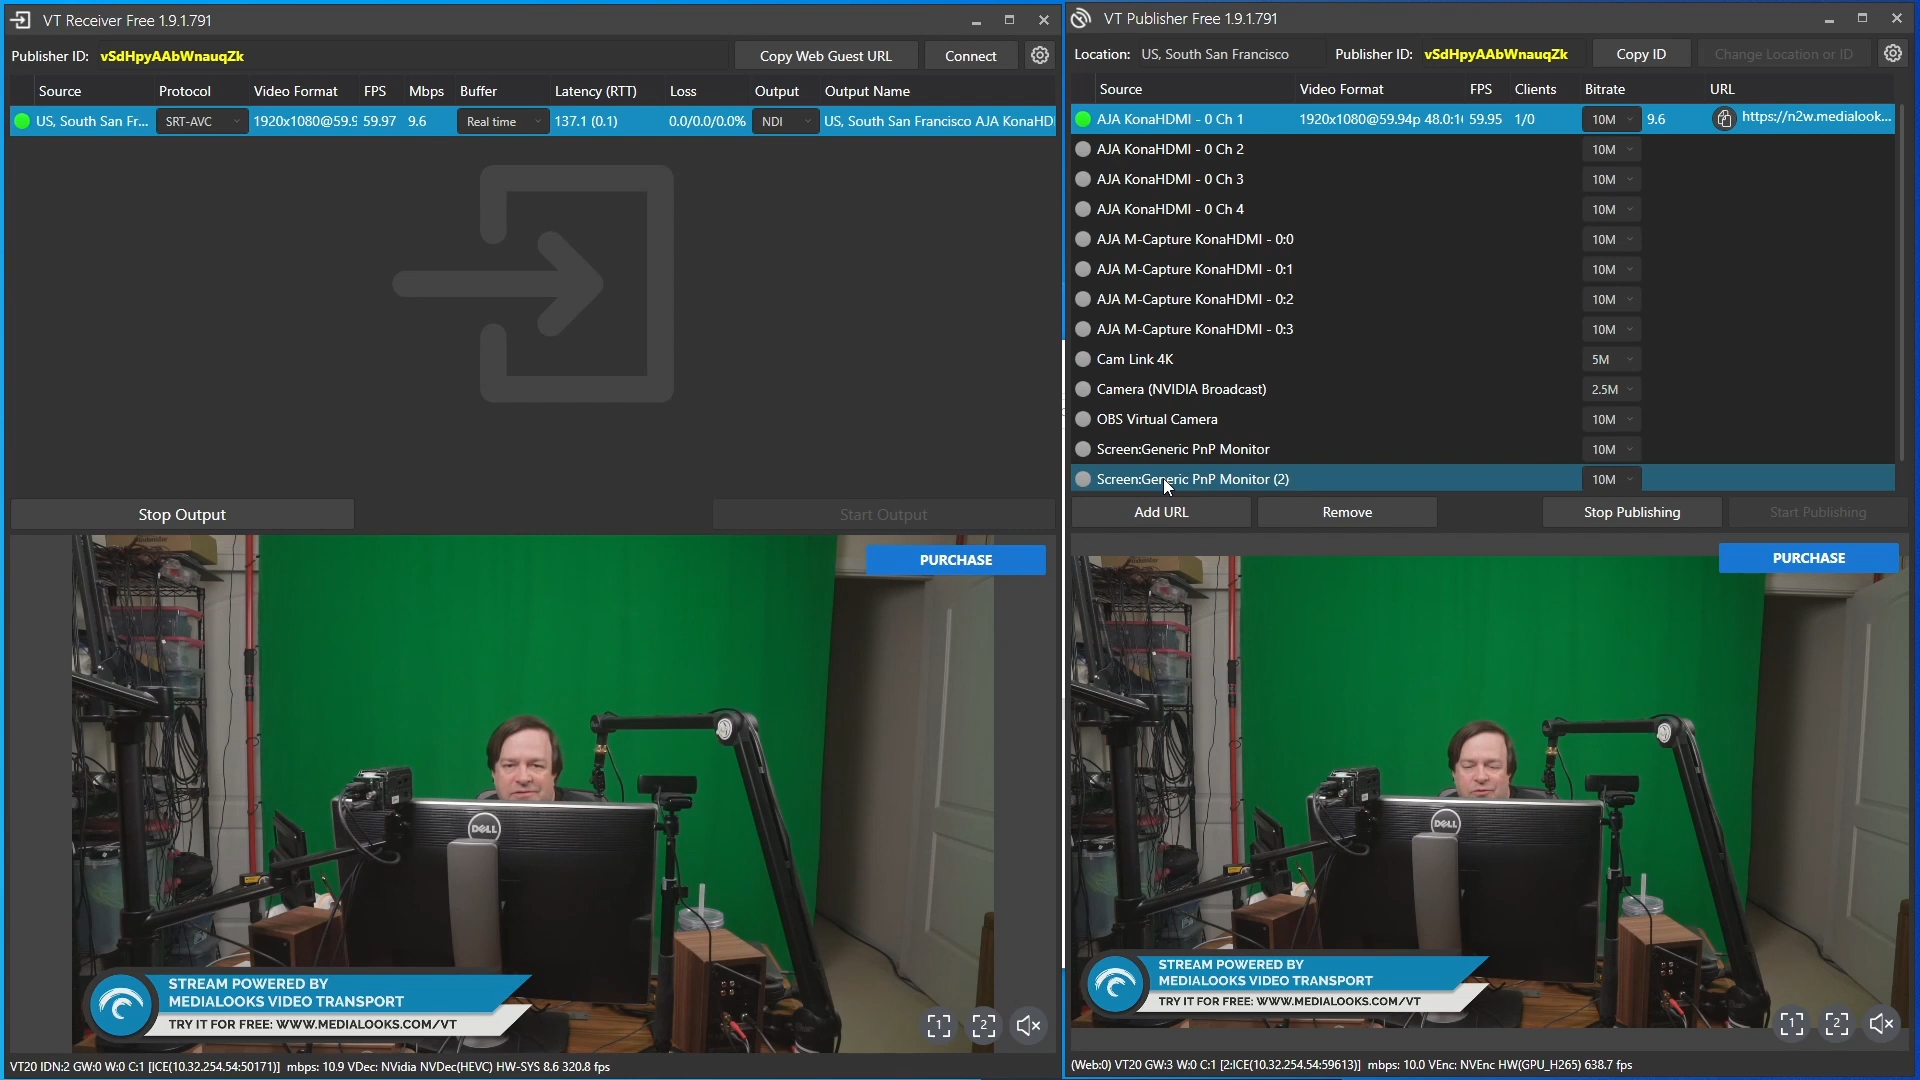 VT Receiver Free 1.9.1.791
Publisher ID: vSdHpyAAbWnauqZk Copy Web Guest URL Connect
Source Protocol Video Format FPS Mbps Buffer Latency (RTT) Loss Output Output Name
US, South San Fr... SRT-AVC 1920x1080@59.9 59.97 9.6 Real time 137.1 (0.1) 0.0/0.0/0.0% NDI US, South San Francisco AJA KonaHD
Stop Output Start Output
PURCHASE
DELL
STREAM POWERED BY
MEDIALOOKS VIDEO TRANSPORT
TRY IT FOR FREE: WWW.MEDIALOOKS.COM/VT
1 2
VT20 IDN:2 GW:0 W:0 C:1 [ICE(10.32.254.54:50171)] mbps: 10.9 VDec: NVidia NVDec(HEVC) HW-SYS 8.6 320.8 fps
VT Publisher Free 1.9.1.791
Location: US, South San Francisco Publisher ID: vSdHpyAAbWnauqZk Copy ID Change Location or ID
Source Video Format FPS Clients Bitrate URL
AJA KonaHDMI - 0 Ch 1 1920x1080@59.94p 48.0:1( 59.95 1/0 10M 9.6 https://n2w.medialook...
AJA KonaHDMI - 0 Ch 2 10M
AJA KonaHDMI - 0 Ch 3 10M
AJA KonaHDMI - 0 Ch 4 10M
AJA M-Capture KonaHDMI - 0:0 10M
AJA M-Capture KonaHDMI - 0:1 10M
AJA M-Capture KonaHDMI - 0:2 10M
AJA M-Capture KonaHDMI - 0:3 10M
Cam Link 4K 5M
Camera (NVIDIA Broadcast) 2.5M
OBS Virtual Camera 10M
Screen:Generic PnP Monitor 10M
Screen:Generic PnP Monitor (2) 10M
Add URL Remove Stop Publishing Start Publishing
PURCHASE
DELL
STREAM POWERED BY
MEDIALOOKS VIDEO TRANSPORT
TRY IT FOR FREE: WWW.MEDIALOOKS.COM/VT
1 2
(Web:0) VT20 GW:3 W:0 C:1 [2:ICE(10.32.254.54:59613)] mbps: 10.0 VEnc: NVEnc HW(GPU_H265) 638.7 fps